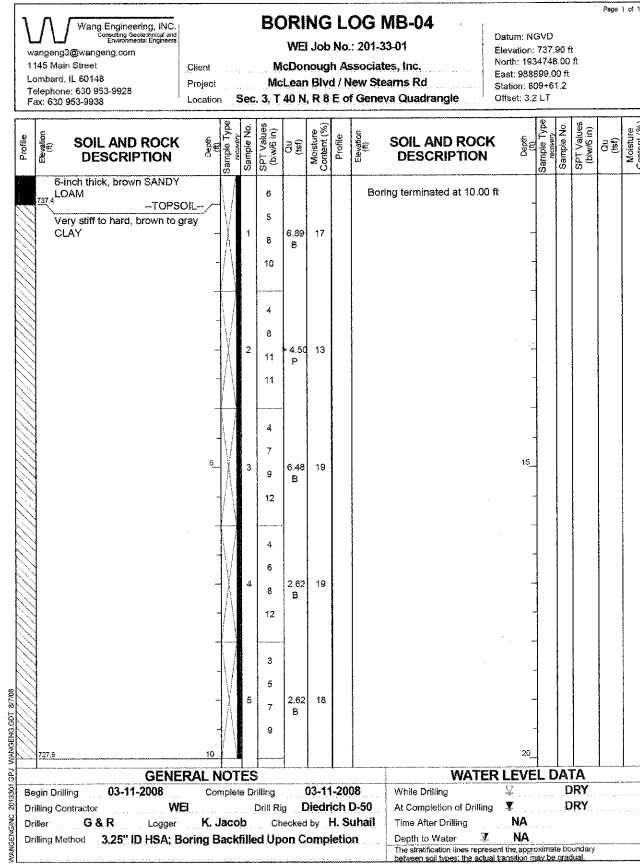 Page 1 of 1
Wang Engineering, INC.
Consulting Geotechnical and
Environmental Engineers
wangeng3@wangeng.com
1145 Main Street
Lombard, IL 60148
Telephone: 630 953-9928
Fax: 630 953-9938
BORING LOG MB-04
WEI Job No.: 201-33-01
Client McDonough Associates, Inc.
Project McLean Blvd / New Stearns Rd
Location Sec. 3, T 40 N, R 8 E of Geneva Quadrangle
Datum: NGVD
Elevation: 737.90 ft
North: 1934748.00 ft
East: 988699.00 ft
Station: 809+61.2
Offset: 3.2 LT
Profile Elevation (ft) SOIL AND ROCK DESCRIPTION Depth (ft) Sample Type recovery Sample No. SPT Values (blw/6 in) Qu (tsf) Moisture Content (%)
Profile Elevation (ft) SOIL AND ROCK DESCRIPTION Depth (ft) Sample Type recovery Sample No. SPT Values (blw/6 in) Qu (tsf) Moisture Content (%)
6-inch thick, brown SANDY
LOAM
737.4 --TOPSOIL--
Very stiff to hard, brown to gray
CLAY
6
5
1 8 6.89 B 17
10
4
8
2 11 4.50 P 13
11
4
7
5 3 9 6.48 B 19
12
4
6
4 8 2.62 B 19
12
3
5
5 7 2.62 B 18
9
727.9 10
Boring terminated at 10.00 ft
15
20
WANGENGINC 2013301.GPJ WANGENG.GDT 8/7/08
GENERAL NOTES
Begin Drilling 03-11-2008 Complete Drilling 03-11-2008
Drilling Contractor WEI Drill Rig Diedrich D-50
Driller G & R Logger K. Jacob Checked by H. Suhail
Drilling Method 3.25" ID HSA; Boring Backfilled Upon Completion
WATER LEVEL DATA
While Drilling DRY
At Completion of Drilling DRY
Time After Drilling NA
Depth to Water NA
The stratification lines represent the approximate boundary
between soil types; the actual transition may be gradual.